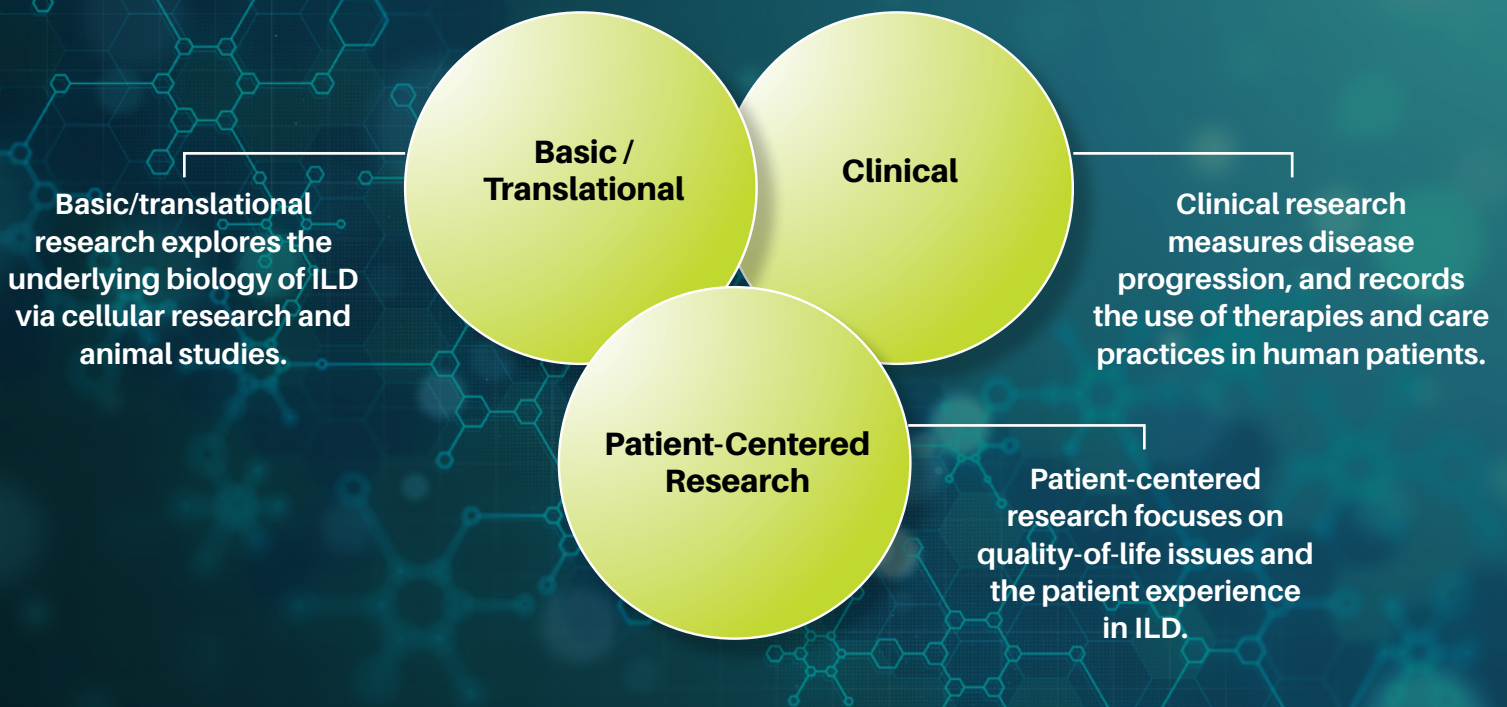 Basic /
Translational
Clinical
Basic/translational
research explores the
underlying biology of ILD
via cellular research and
animal studies.
Clinical research
measures disease
progression, and records
the use of therapies and care
practices in human patients.
Patient-Centered
Research
Patient-centered
research focuses on
quality-of-life issues and
the patient experience
in ILD.